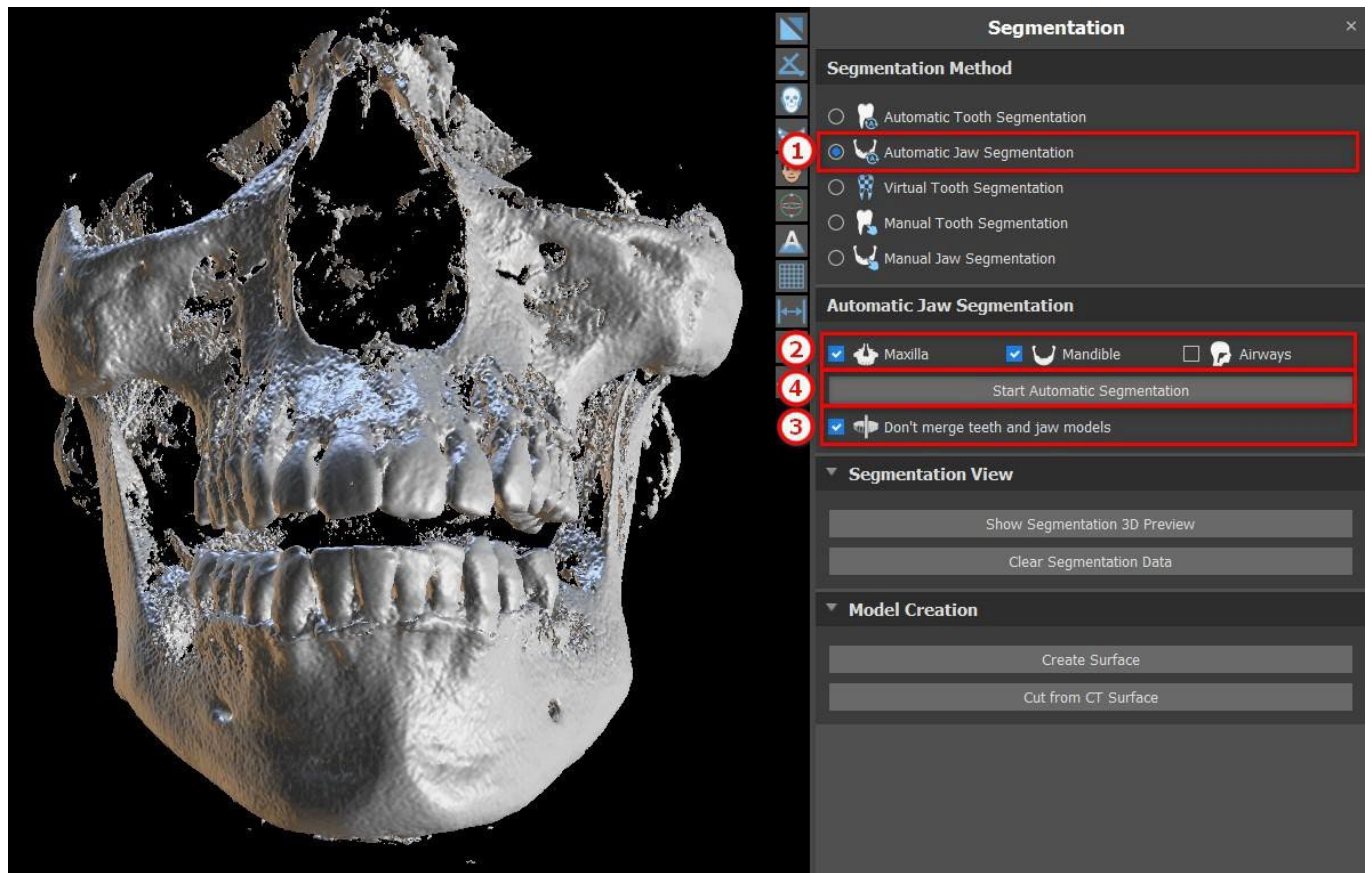 Segmentation ×
Segmentation Method
Automatic Tooth Segmentation
1 Automatic Jaw Segmentation
Virtual Tooth Segmentation
Manual Tooth Segmentation
Manual Jaw Segmentation
Automatic Jaw Segmentation
2 Maxilla Mandible Airways
4 Start Automatic Segmentation
3 Don't merge teeth and jaw models
Segmentation View
Show Segmentation 3D Preview
Clear Segmentation Data
Model Creation
Create Surface
Cut from CT Surface